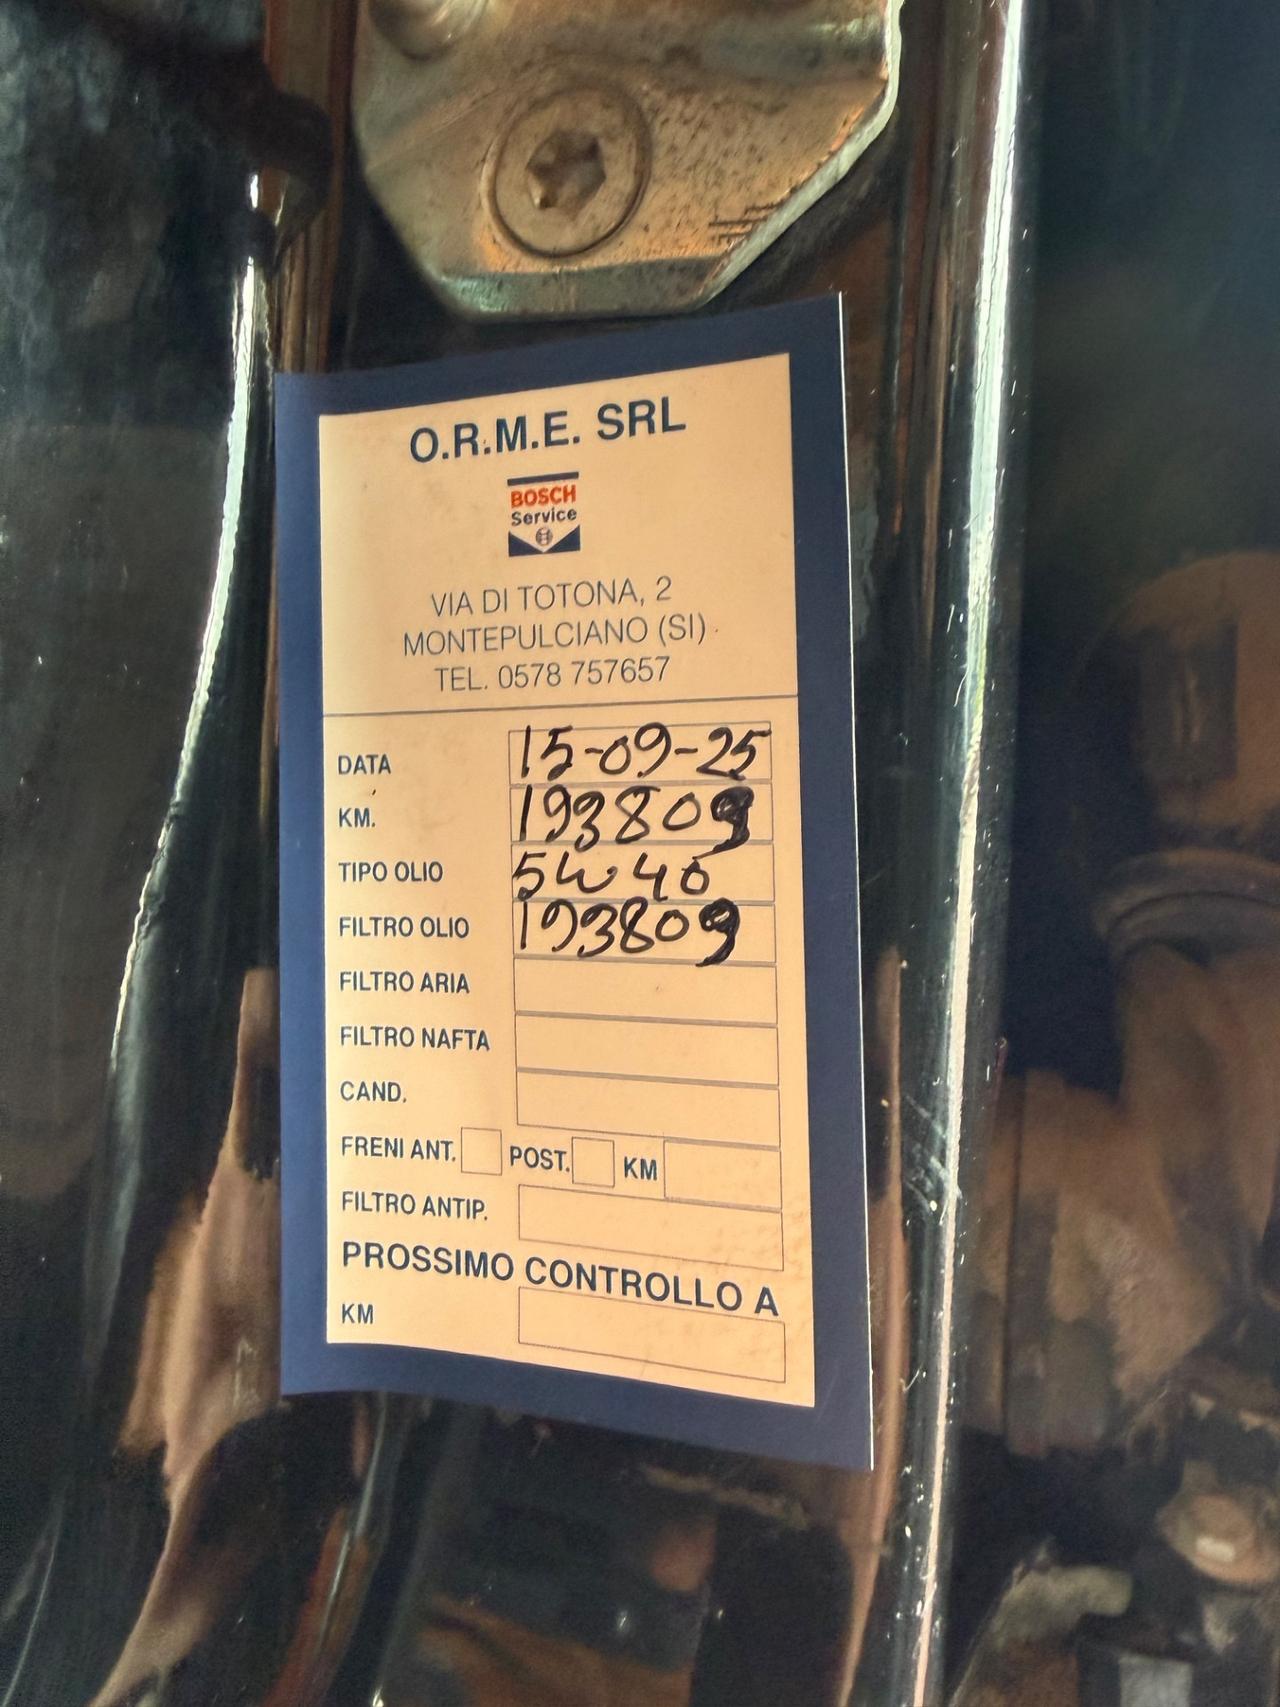 O.R.M.E. SRL
BOSCH
Service
VIA DI TOTONA, 2
MONTEPULCIANO (SI)
TEL. 0578 757657
DATA 15-09-25
KM. 193809
TIPO OLIO 5W40
FILTRO OLIO 193809
FILTRO ARIA
FILTRO NAFTA
CAND.
FRENI ANT. POST. KM
FILTRO ANTIP.
PROSSIMO CONTROLLO A
KM